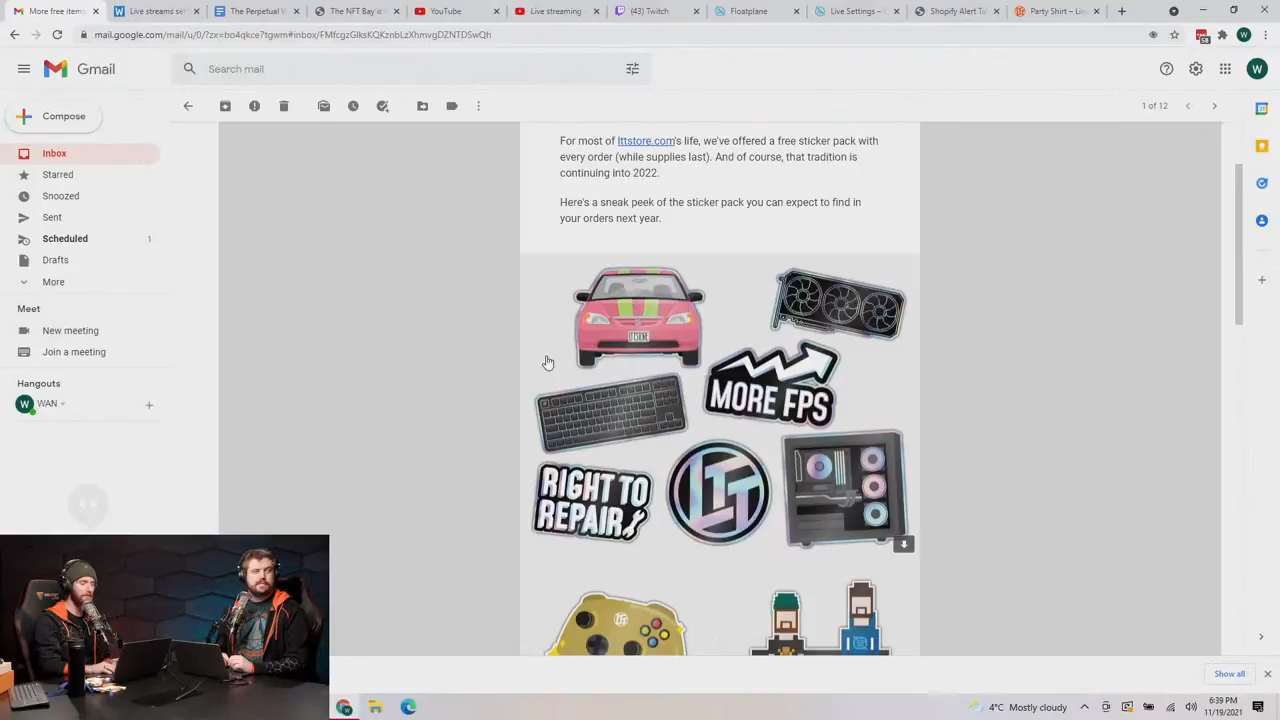 More free items
Live streams set
The Perpetual W
The NFT Bay is
YouTube
Live streaming
(43) Twitch
Floatplane
Live Settings –
Shopify Alert Ta
Party Shirt – Lin
mail.google.com/mail/u/0/?zx=bo4qkce7tgwm#inbox/FMfcgzGlksKQKznbLzXhmvgDZNTDSwQh
58
W
Gmail
Search mail
W
Compose
1 of 12
Inbox
Starred
Snoozed
Sent
Scheduled 1
Drafts
More
Meet
New meeting
Join a meeting
Hangouts
W WAN
For most of lttstore.com's life, we've offered a free sticker pack with
every order (while supplies last). And of course, that tradition is
continuing into 2022.
Here's a sneak peek of the sticker pack you can expect to find in
your orders next year.
LTTSTORE
MORE FPS
RIGHT TO
REPAIR
LTT
Show all
4°C Mostly cloudy
6:39 PM
11/19/2021